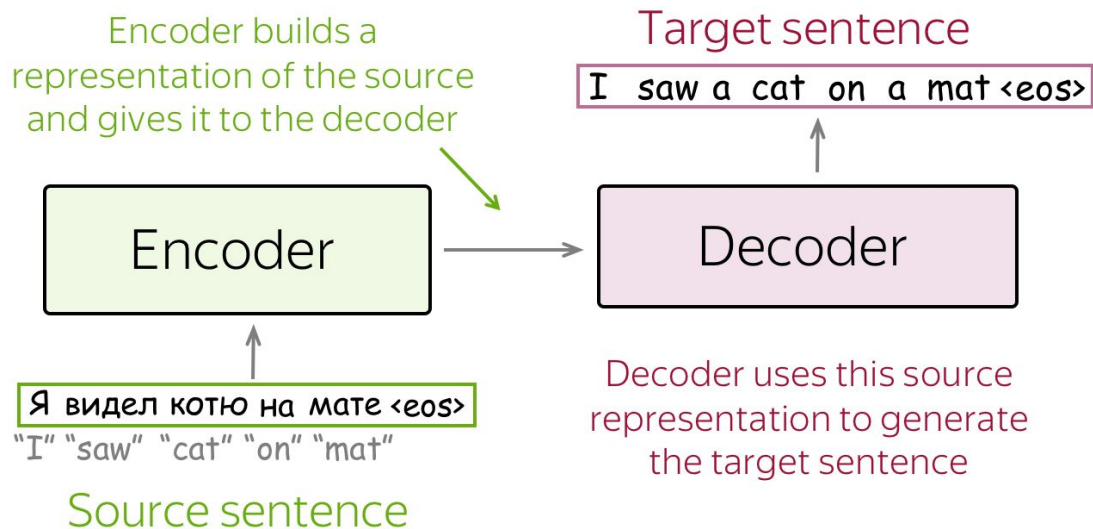 Encoder builds a
representation of the source
and gives it to the decoder
Target sentence
I saw a cat on a mat <eos>
Encoder
Decoder
Я видел котю на мате <eos>
"I" "saw" "cat" "on" "mat"
Source sentence
Decoder uses this source
representation to generate
the target sentence